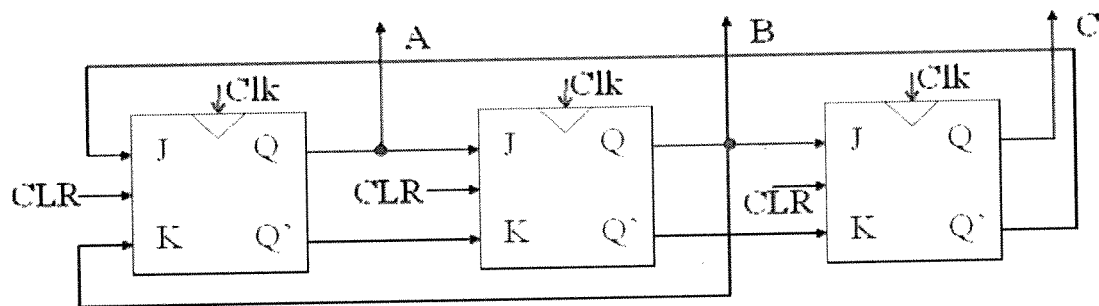 A B C
Clk Clk Clk
J Q J Q J Q
CLR CLR CLR
K Q` K Q` K Q`